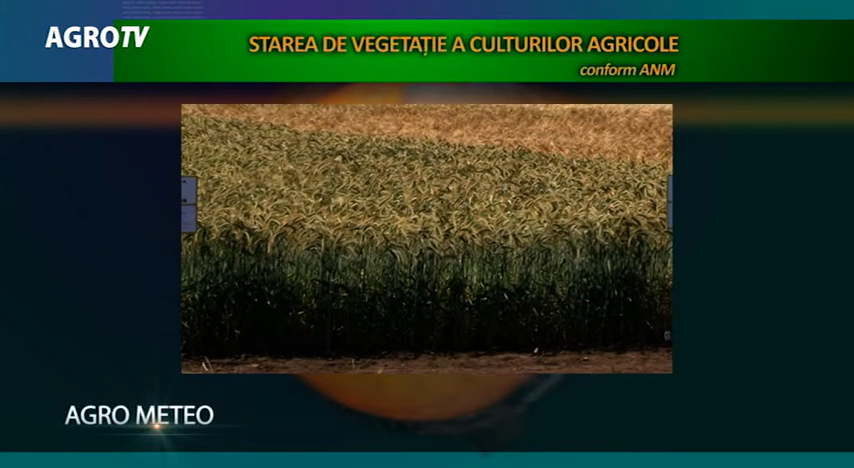 AGROTV
STAREA DE VEGETAȚIE A CULTURILOR AGRICOLE
conform ANM
AGRO METEO